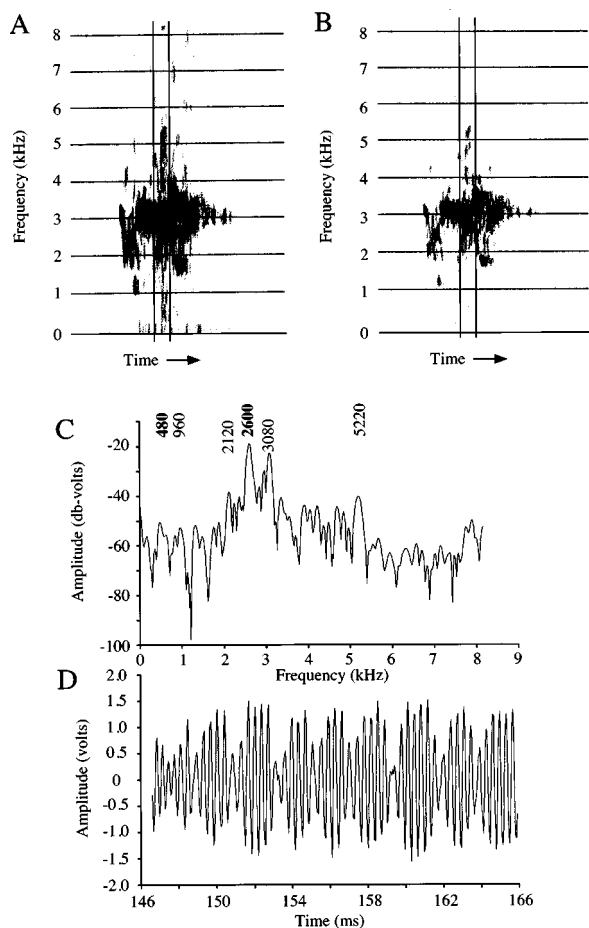 A
B
8
7
6
5
4
3
2
1
0
Frequency (kHz)
Time
8
7
6
5
4
3
2
1
0
Frequency (kHz)
Time
C
480
960
2120
2600
3080
5220
-20
-40
-60
-80
-100
Amplitude (db-volts)
0 1 2 3 4 5 6 7 8 9
Frequency (kHz)
D
2.0
1.5
1.0
0.5
0
-0.5
-1.0
-1.5
-2.0
Amplitude (volts)
146 150 154 158 162 166
Time (ms)